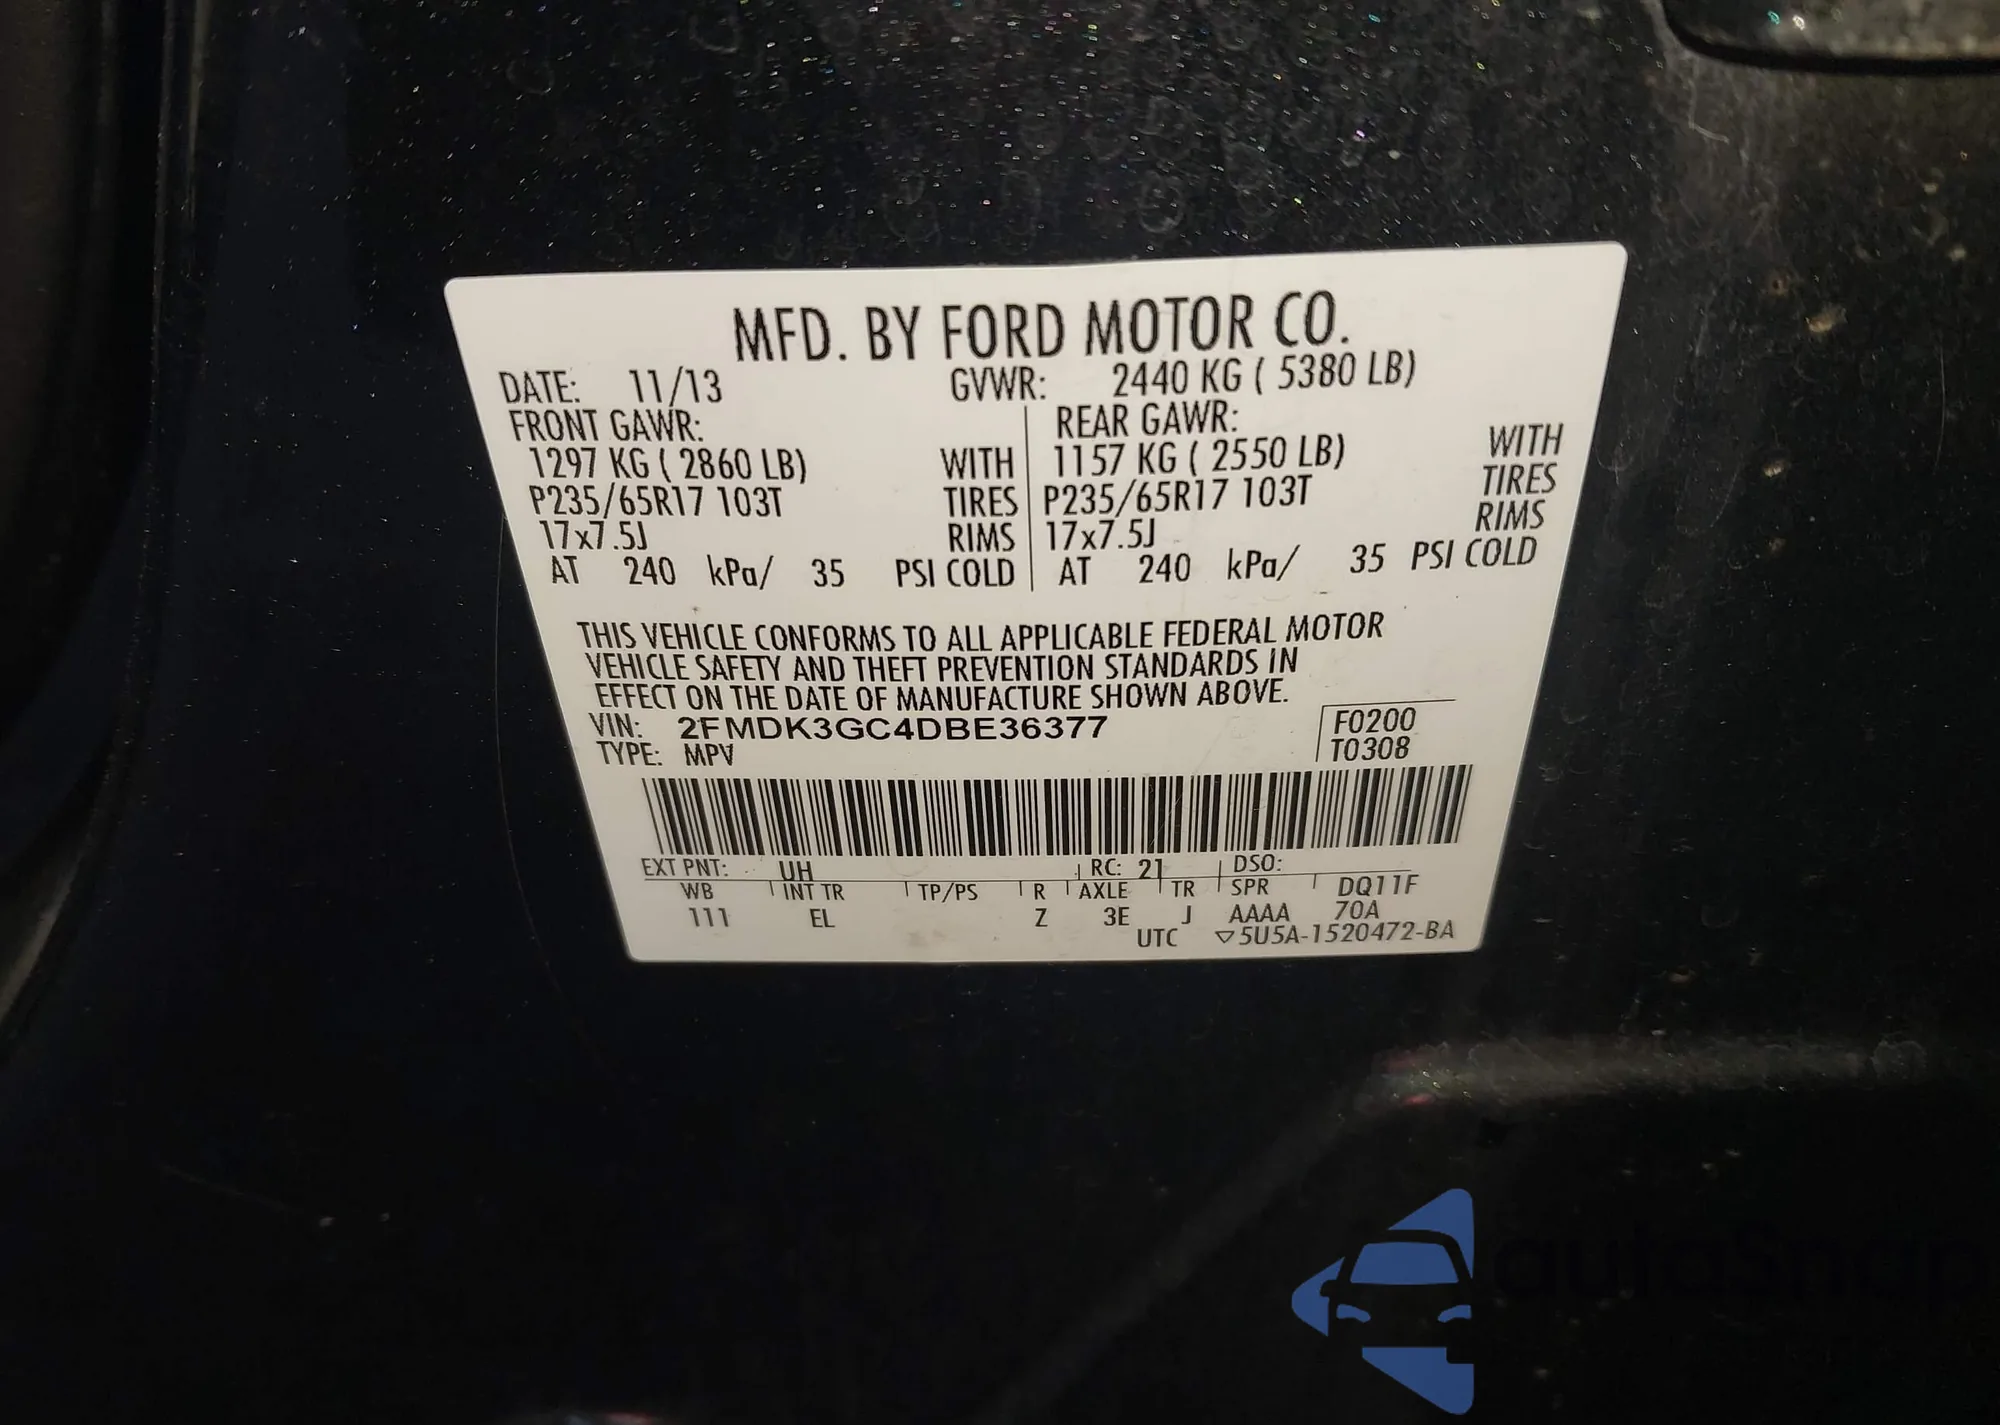 MFD. BY FORD MOTOR CO.
DATE: 11/13 GVWR: 2440 KG ( 5380 LB)
FRONT GAWR: REAR GAWR:
1297 KG ( 2860 LB) WITH 1157 KG ( 2550 LB) WITH
P235/65R17 103T TIRES P235/65R17 103T TIRES
17x7.5J RIMS 17x7.5J RIMS
AT 240 kPa/ 35 PSI COLD AT 240 kPa/ 35 PSI COLD
THIS VEHICLE CONFORMS TO ALL APPLICABLE FEDERAL MOTOR
VEHICLE SAFETY AND THEFT PREVENTION STANDARDS IN
EFFECT ON THE DATE OF MANUFACTURE SHOWN ABOVE.
VIN: 2FMDK3GC4DBE36377 F0200
TYPE: MPV T0308
EXT PNT: UH RC: 21 DSO:
WB INT TR TP/PS R AXLE TR SPR DQ11F
111 EL Z 3E J AAAA 70A
UTC ▽5U5A-1520472-BA